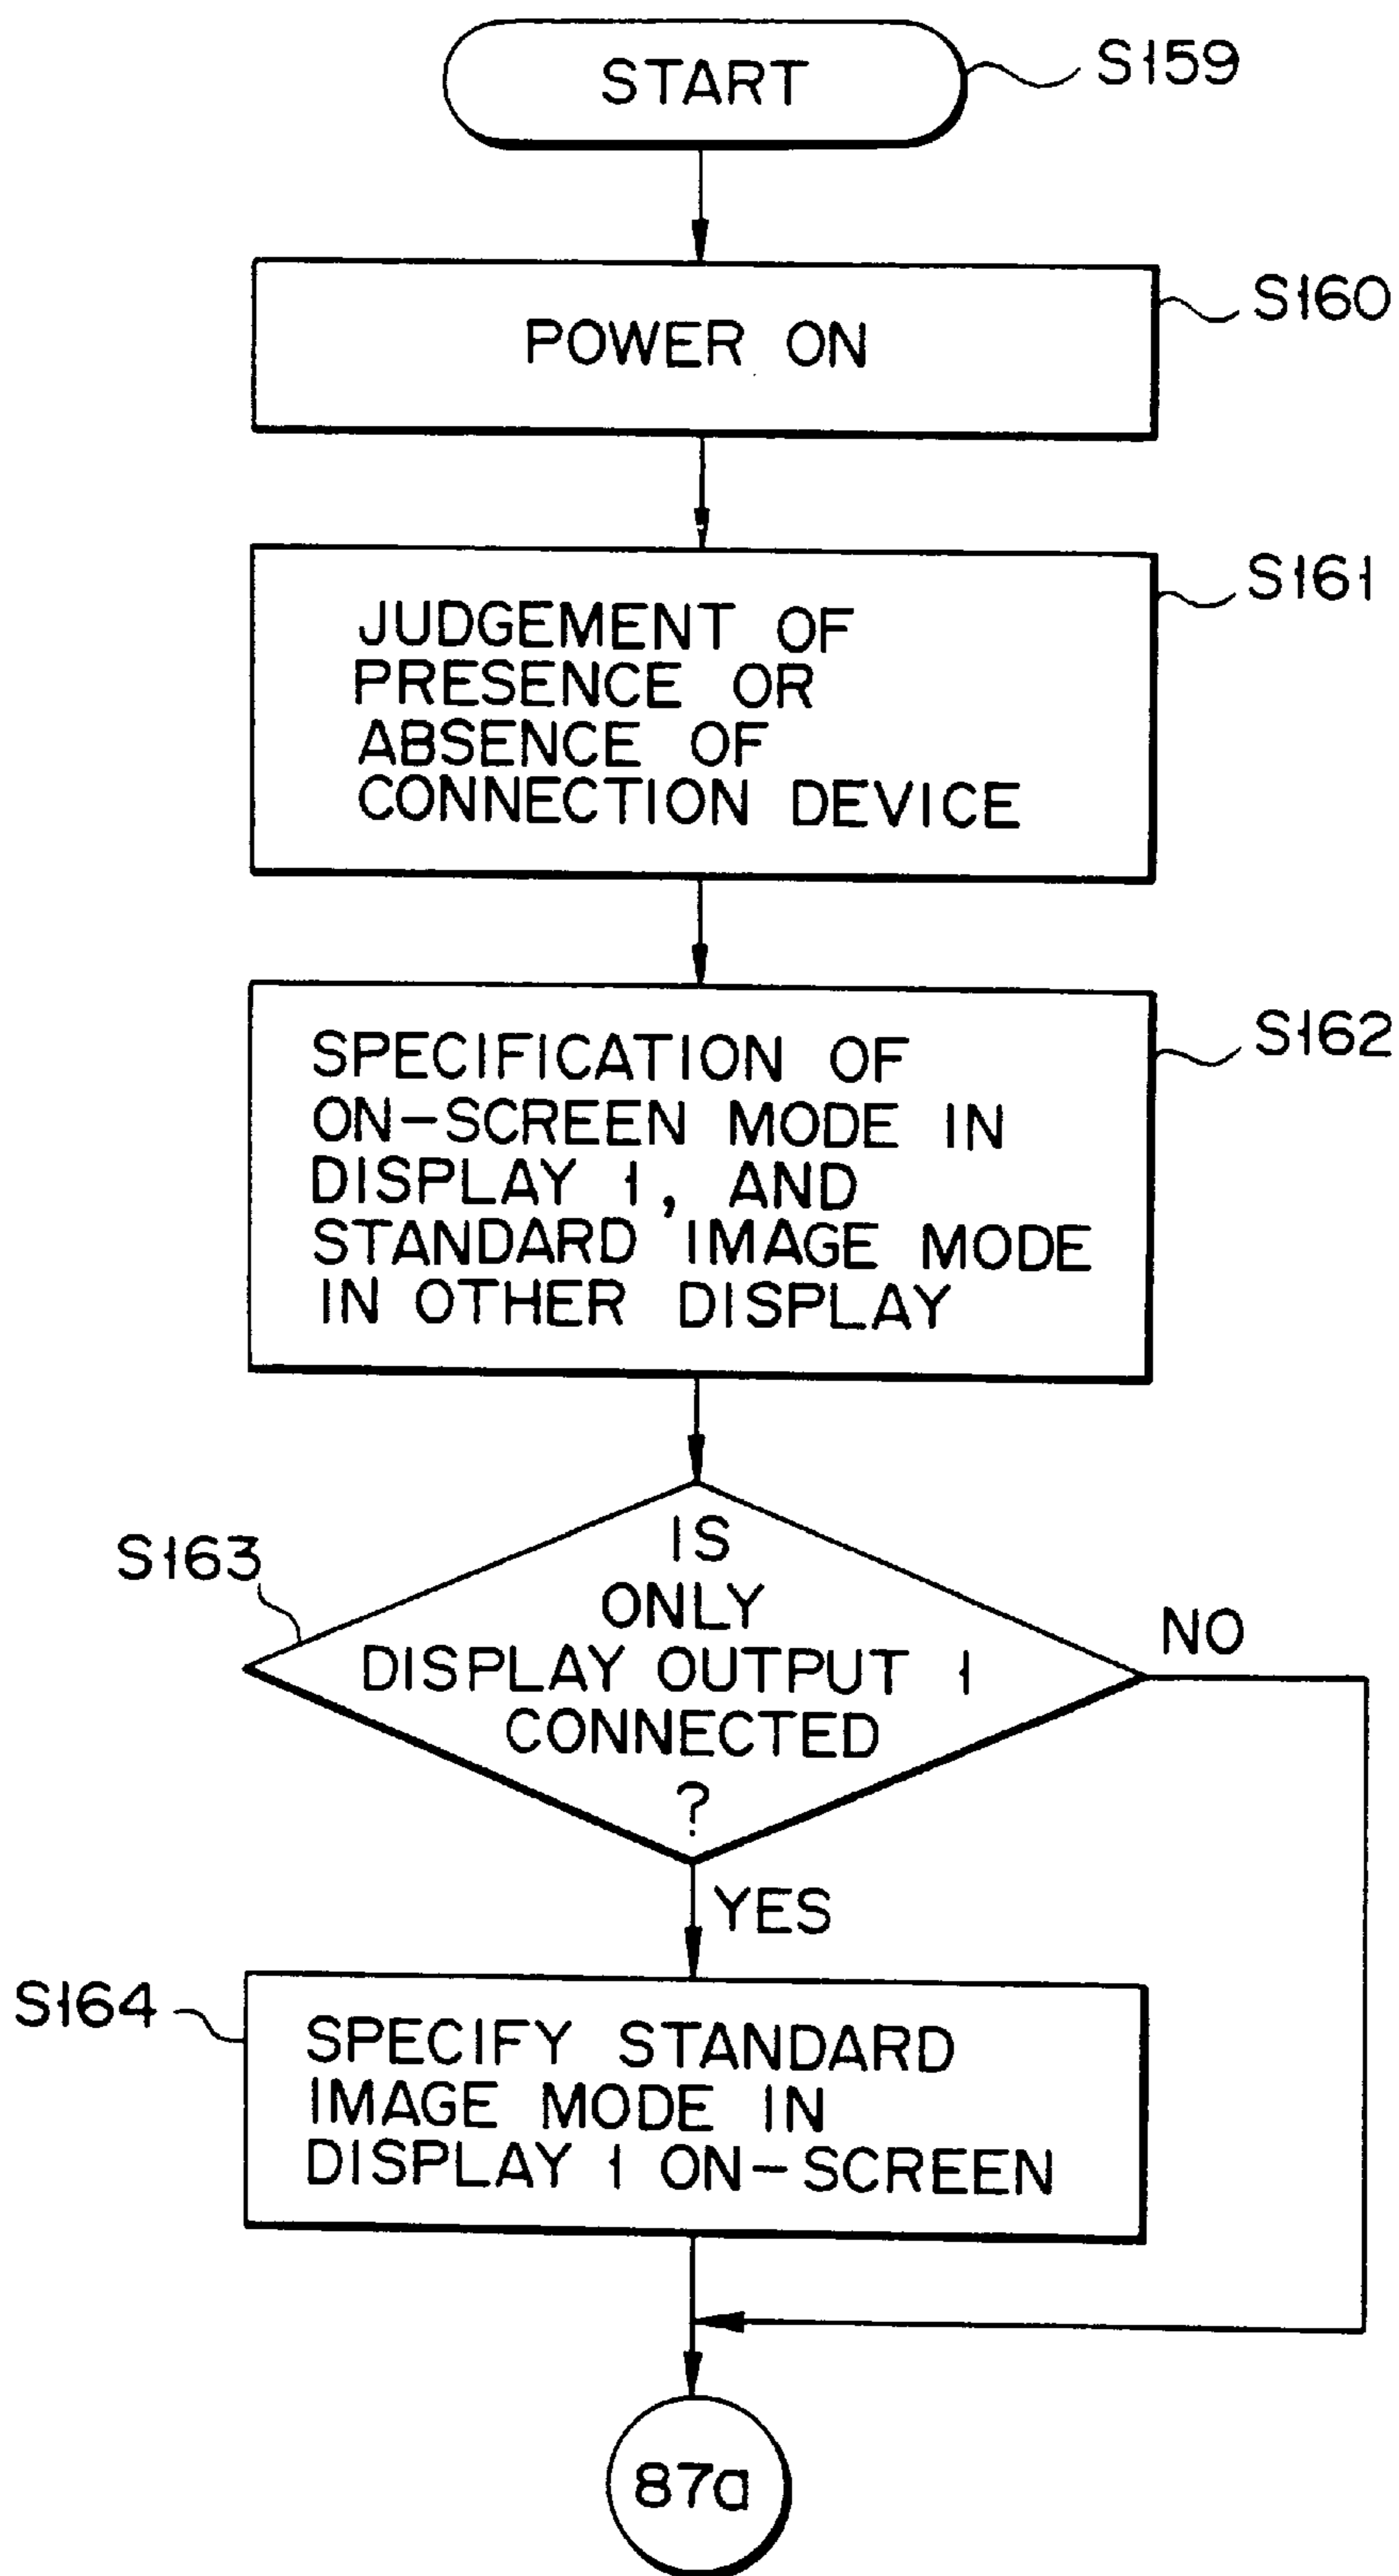 START
S159
POWER ON
S160
JUDGEMENT OF
PRESENCE OR
ABSENCE OF
CONNECTION DEVICE
S161
SPECIFICATION OF
ON-SCREEN MODE IN
DISPLAY 1, AND
STANDARD IMAGE MODE
IN OTHER DISPLAY
S162
S163
IS
ONLY
DISPLAY OUTPUT 1
CONNECTED
?
NO
YES
S164
SPECIFY STANDARD
IMAGE MODE IN
DISPLAY 1 ON-SCREEN
87a